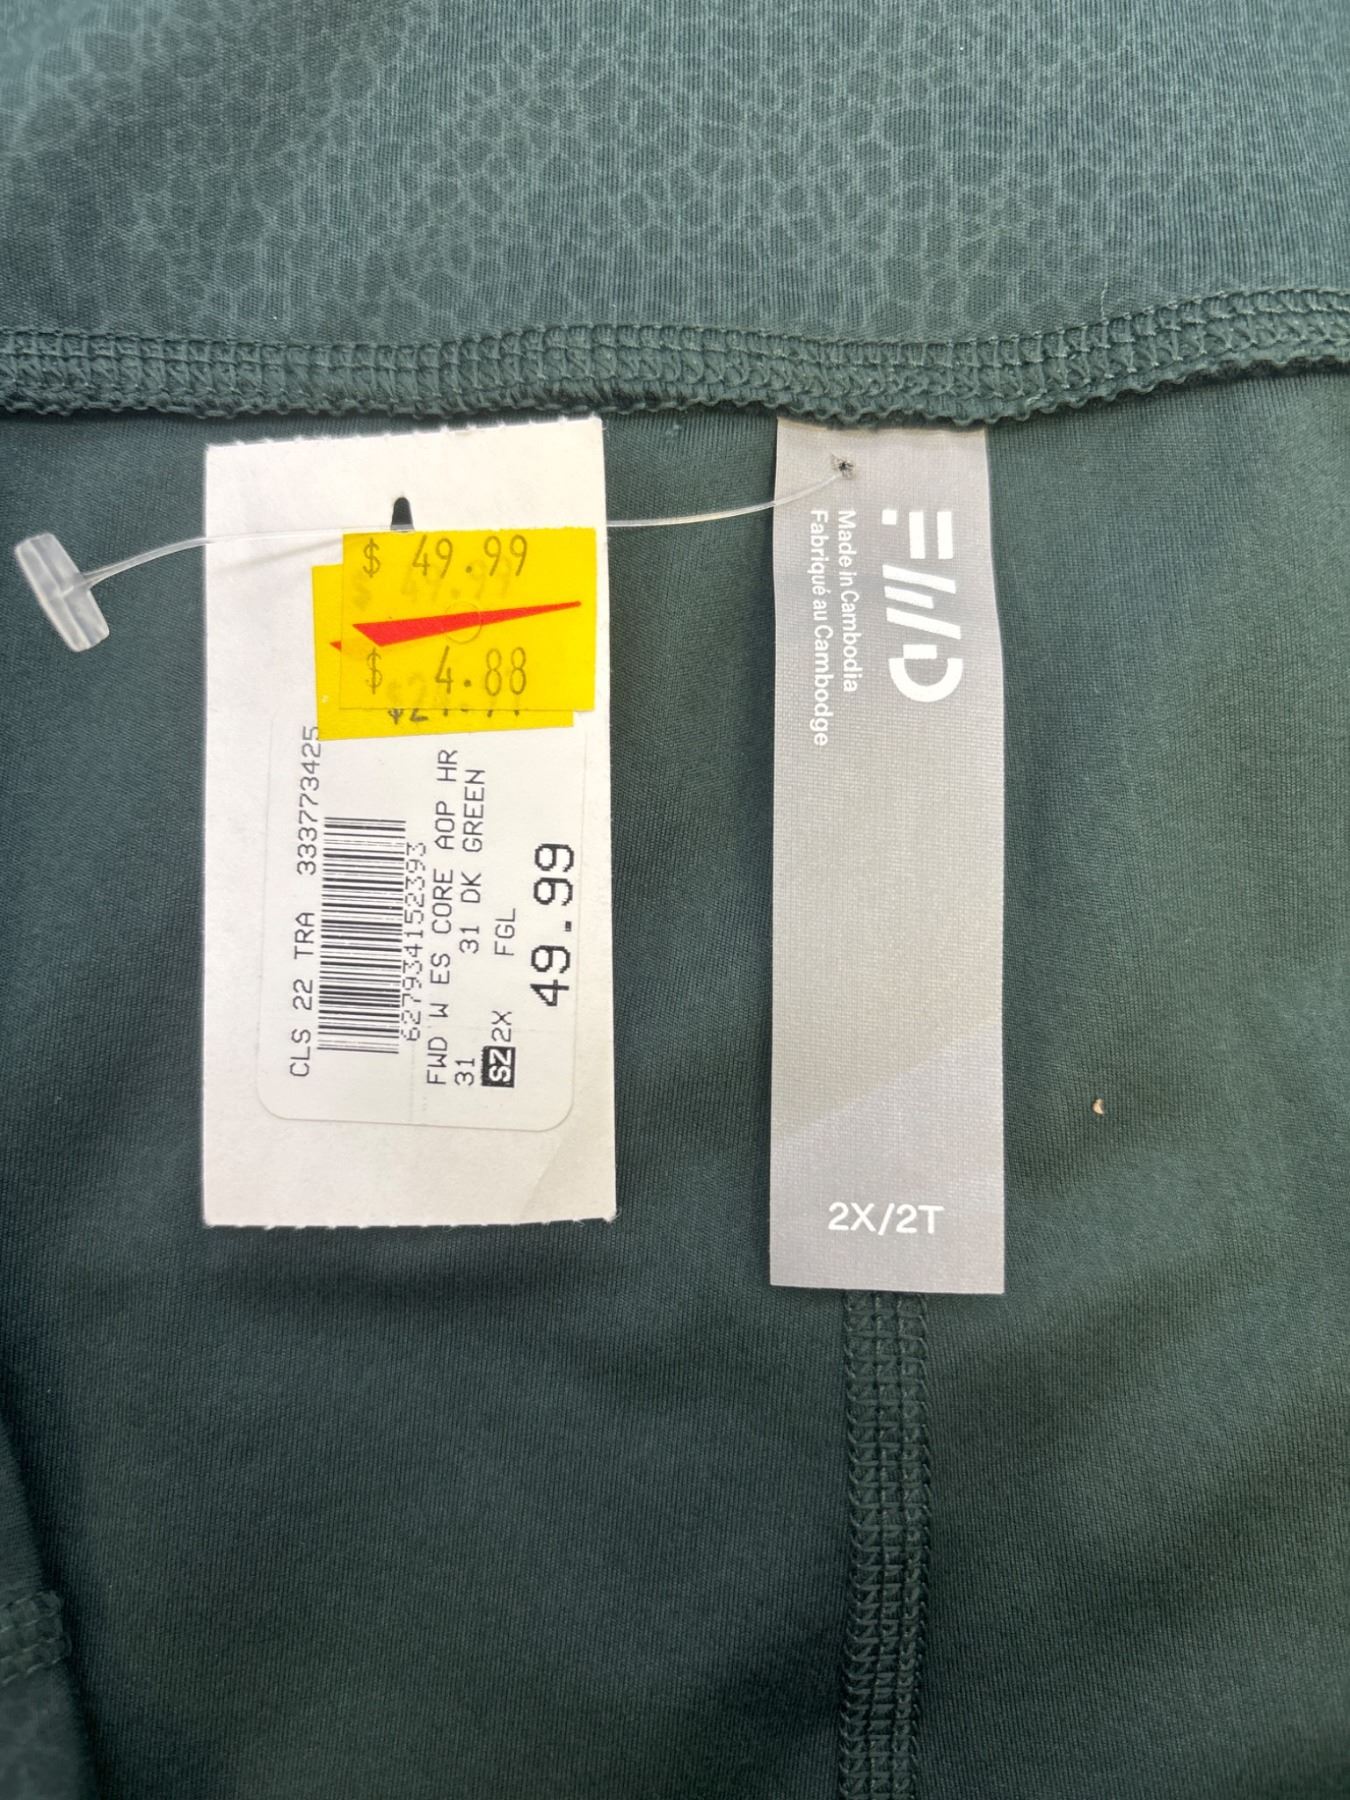 $ 49.99
$ 4.88
CLS 22 TRA 333773425
627934152393
FWD W ES CORE AOP HR
31 31 DK GREEN
SZ 2X FGL
49.99
FWD
Made in Cambodia
Fabriqué au Cambodge
2X/2T